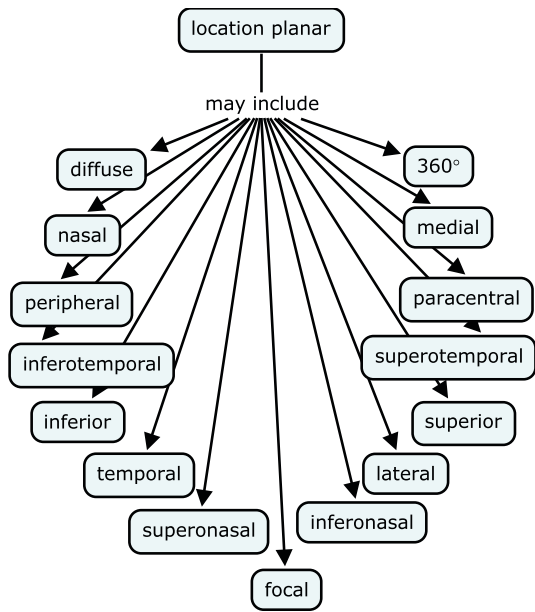 location planar
may include
diffuse
360°
nasal
medial
peripheral
paracentral
inferotemporal
superotemporal
inferior
superior
temporal
lateral
superonasal
inferonasal
focal